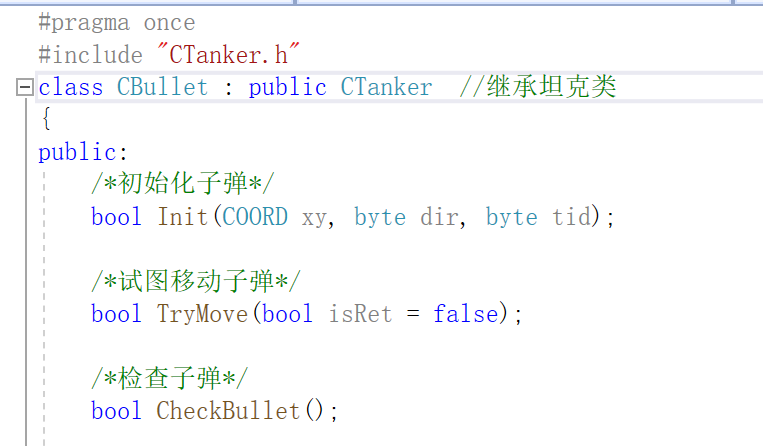 #pragma once
#include "CTanker.h"
class CBullet : public CTanker  //继承坦克类
{
public:
    /*初始化子弹*/
    bool Init(COORD xy, byte dir, byte tid);
    /*试图移动子弹*/
    bool TryMove(bool isRet = false);
    /*检查子弹*/
    bool CheckBullet();